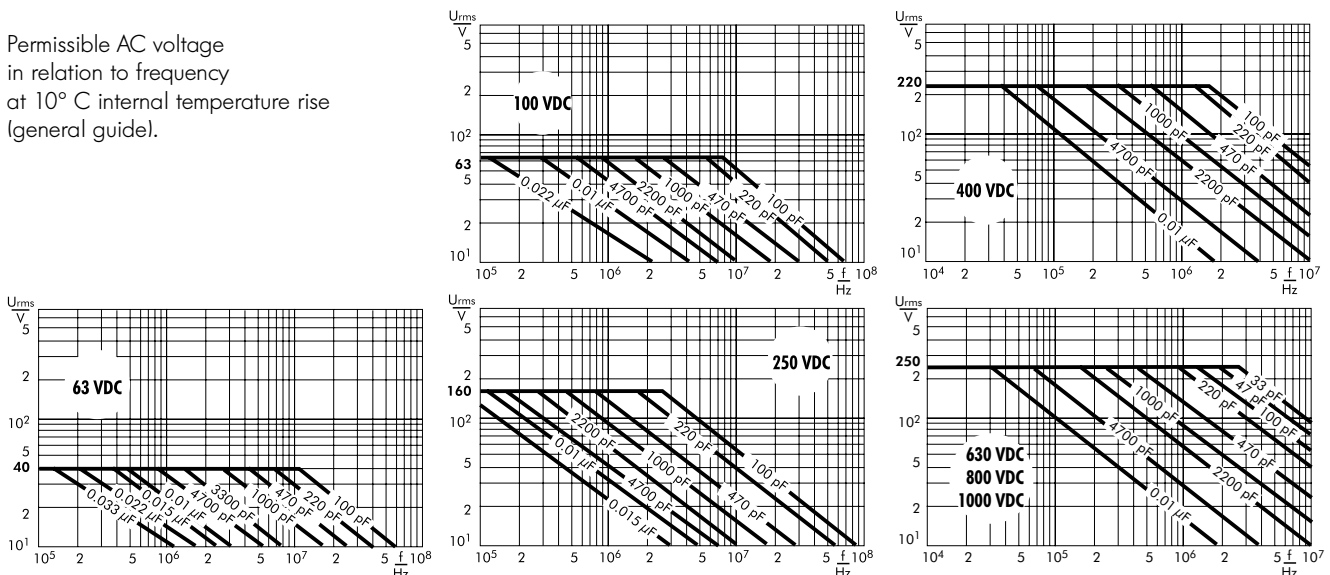 Permissible AC voltage
in relation to frequency
at 10° C internal temperature rise
(general guide).
Urms
V
5
2
10²
63
5
2
10¹
100 VDC
0.022 µF
0.01 µF
4700 pF
2200 pF
1000 pF
470 pF
220 pF
100 pF
10⁵ 2 5 10⁶ 2 5 10⁷ 2 5 f 10⁸
Hz
Urms
V
5
220
2
10²
5
2
10¹
400 VDC
0.01 µF
4700 pF
2200 pF
1000 pF
470 pF
220 pF
100 pF
10⁴ 2 5 10⁵ 2 5 10⁶ 2 5 f 10⁷
Hz
Urms
V
5
2
10²
5
40
2
10¹
63 VDC
0.033 µF
0.022 µF
0.015 µF
0.01 µF
4700 pF
3300 pF
1000 pF
470 pF
220 pF
100 pF
10⁵ 2 5 10⁶ 2 5 10⁷ 2 5 f 10⁸
Hz
Urms
V
5
2
160
10²
5
2
10¹
250 VDC
0.015 µF
0.01 µF
4700 pF
2200 pF
1000 pF
470 pF
220 pF
100 pF
10⁵ 2 5 10⁶ 2 5 10⁷ 2 5 f 10⁸
Hz
Urms
V
5
250
2
10²
5
2
10¹
630 VDC
800 VDC
1000 VDC
0.01 µF
4700 pF
2200 pF
1000 pF
470 pF
220 pF
100 pF
47 pF
33 pF
10⁴ 2 5 10⁵ 2 5 10⁶ 2 5 f 10⁷
Hz